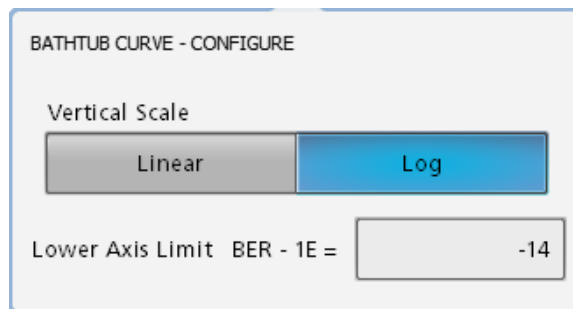 BATHTUB CURVE - CONFIGURE
Vertical Scale
Linear Log
Lower Axis Limit BER - 1E = -14